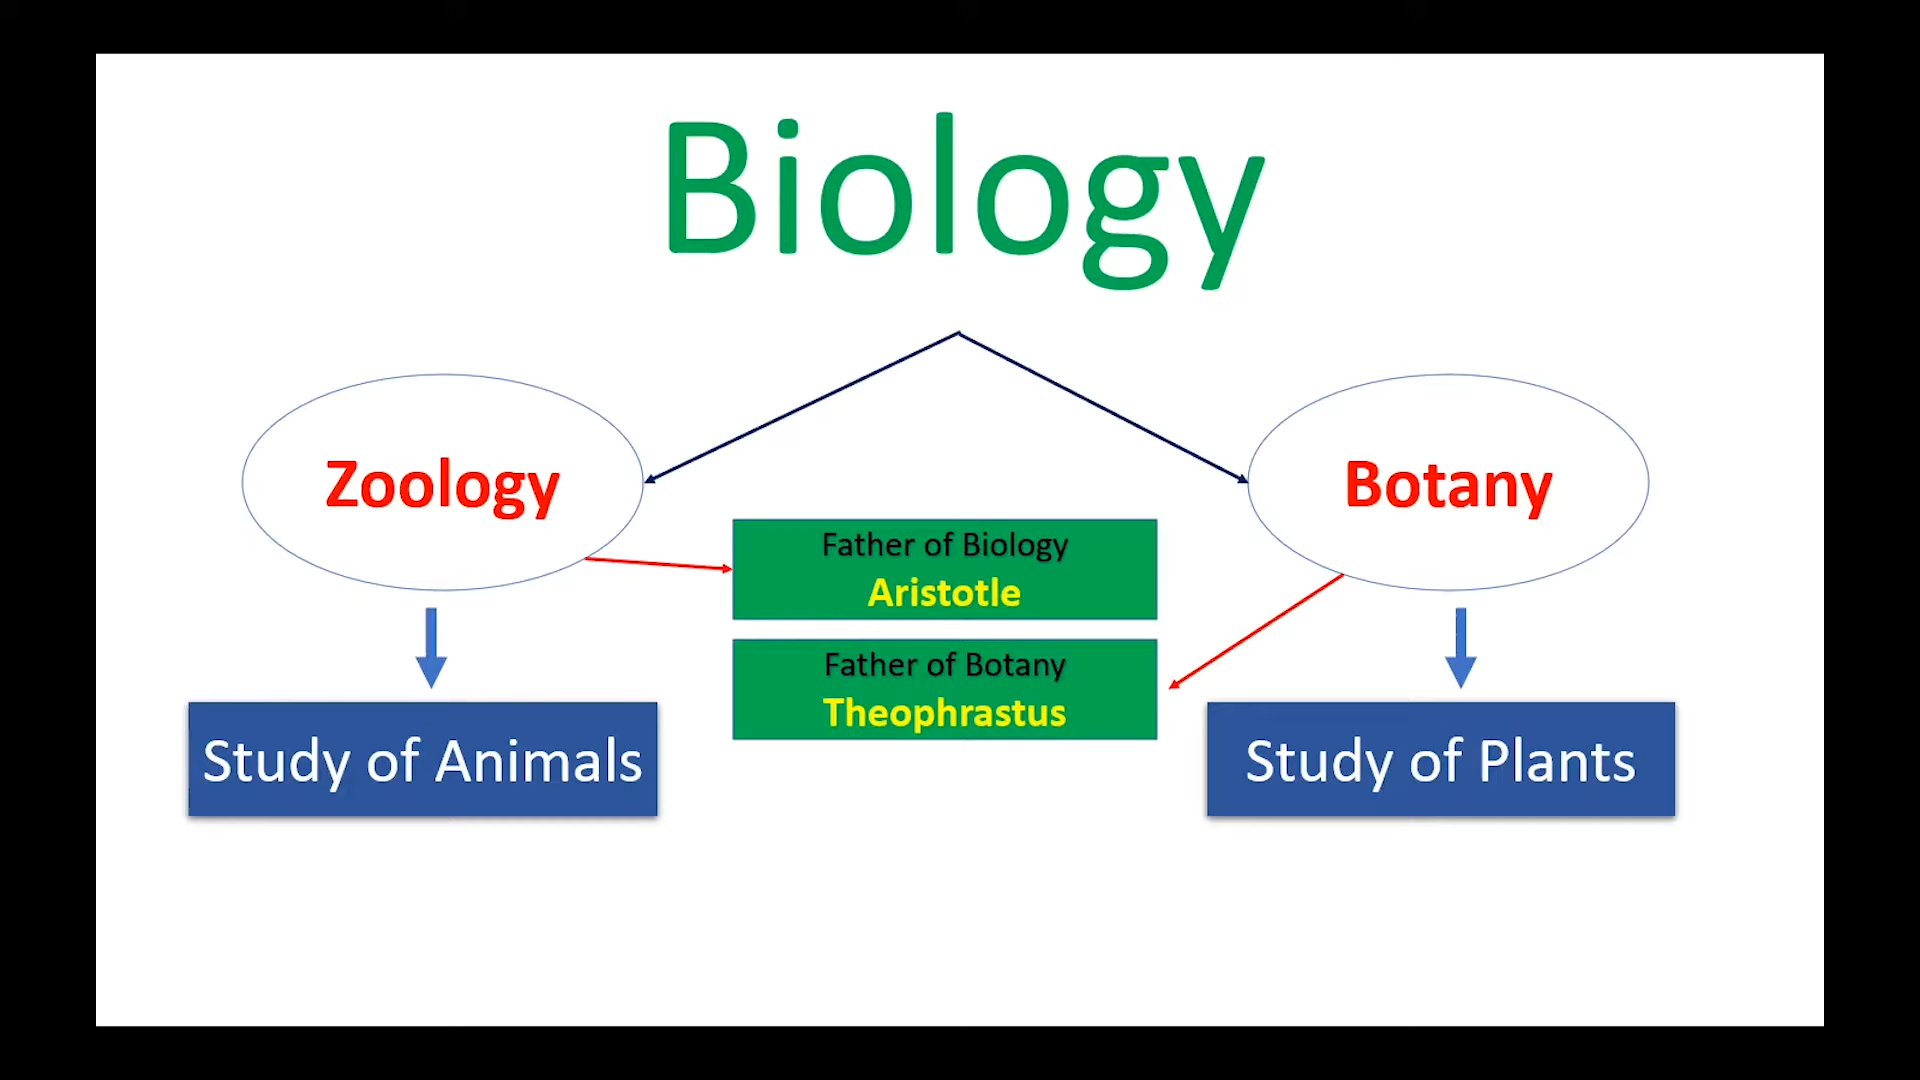 Biology
Zoology
Botany
Father of Biology
Aristotle
Father of Botany
Theophrastus
Study of Animals
Study of Plants